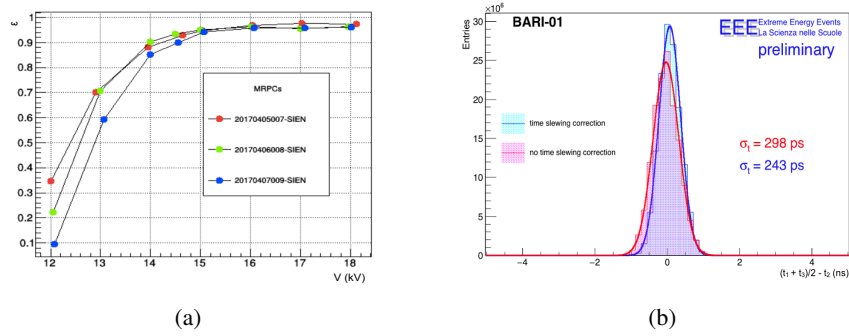 ε
1
0.9
0.8
0.7
0.6
0.5
0.4
0.3
0.2
0.1
12
13
14
15
16
17
18
V (kV)
MRPCs
20170405007-SIEN
20170406008-SIEN
20170407009-SIEN
(a)
×10⁶
Entries
30
25
20
15
10
5
0
−4
−2
0
2
4
(t₁ + t₃)/2 - t₂ (ns)
BARI-01
EEE Extreme Energy Events
La Scienza nelle Scuole
preliminary
time slewing correction
no time slewing correction
σₜ = 298 ps
σₜ = 243 ps
(b)